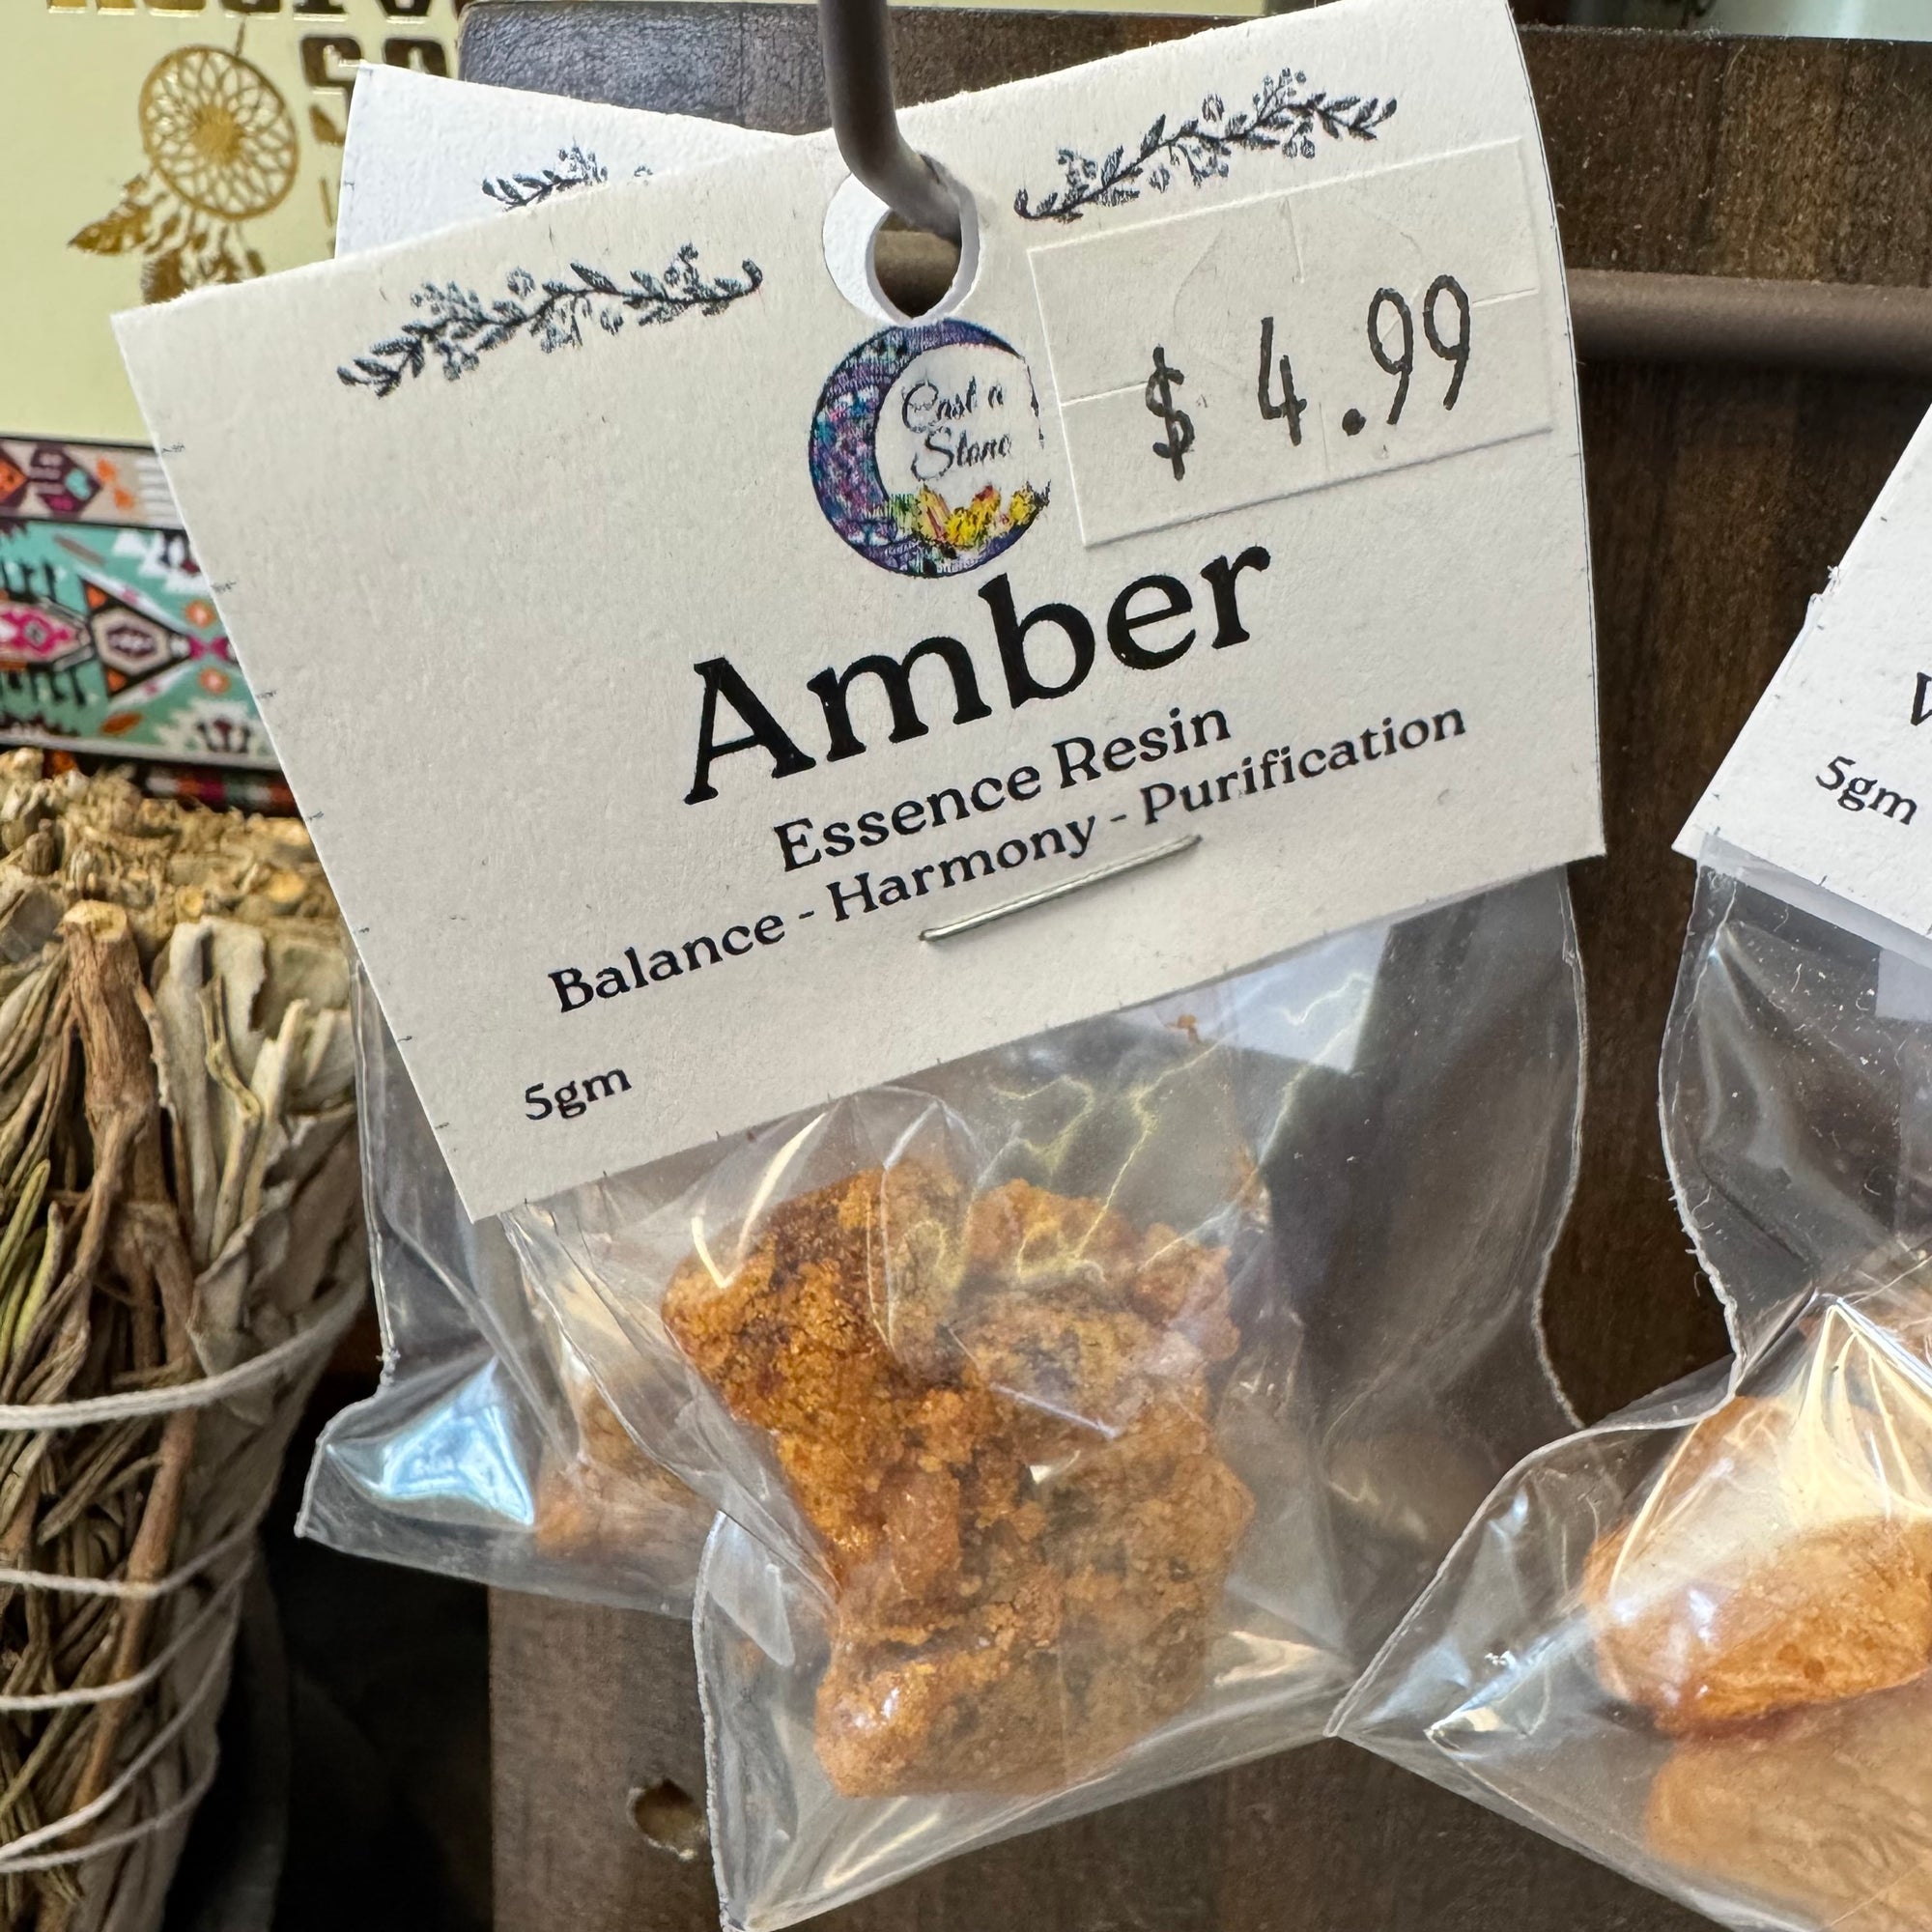 Cast a
Stone
$ 4.99
Amber
Essence Resin
Balance - Harmony - Purification
5gm
5gm